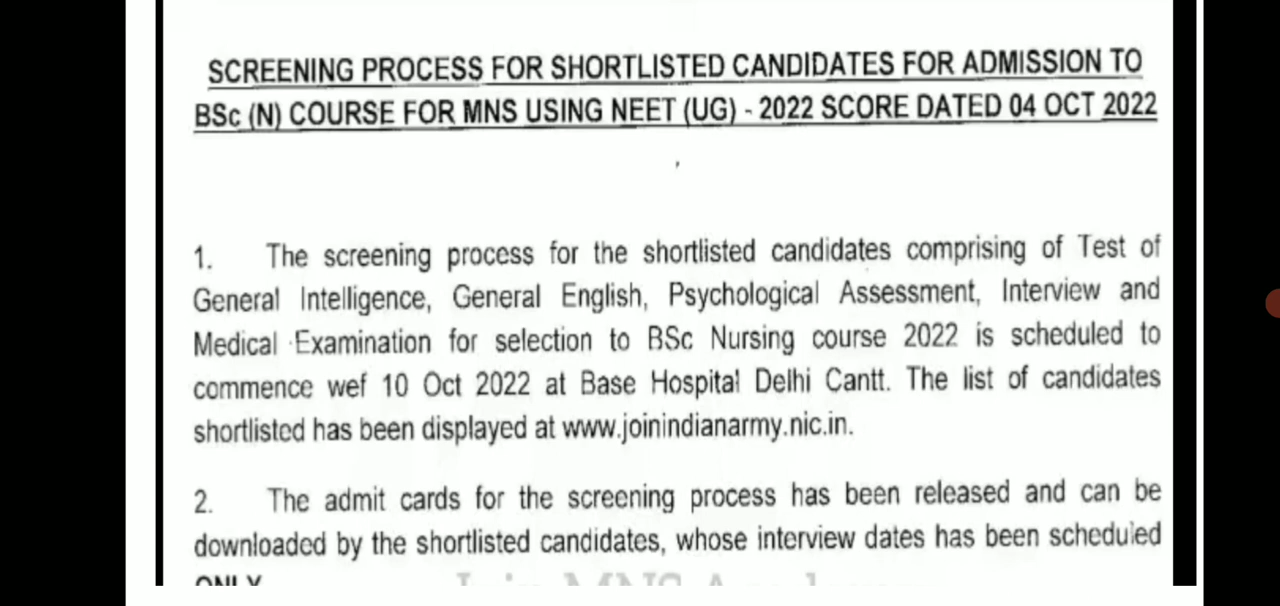 SCREENING PROCESS FOR SHORTLISTED CANDIDATES FOR ADMISSION TO
BSc (N) COURSE FOR MNS USING NEET (UG) - 2022 SCORE DATED 04 OCT 2022
1. The screening process for the shortlisted candidates comprising of Test of
General Intelligence, General English, Psychological Assessment, Interview and
Medical Examination for selection to BSc Nursing course 2022 is scheduled to
commence wef 10 Oct 2022 at Base Hospital Delhi Cantt. The list of candidates
shortlisted has been displayed at www.joinindianarmy.nic.in.
2. The admit cards for the screening process has been released and can be
downloaded by the shortlisted candidates, whose interview dates has been scheduled
ONLY
Join MNS